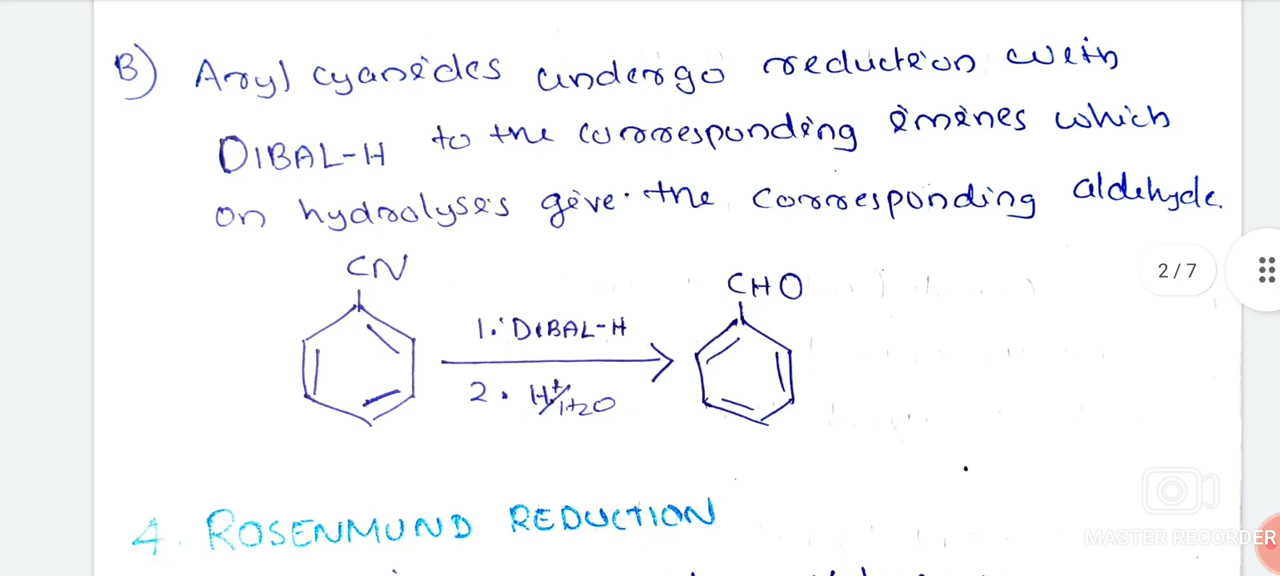 B) Aryl cyanides undergo reduction with
DIBAL-H to the corresponding imines which
on hydrolyses give the corresponding aldehyde.
CN
CHO
1. DIBAL-H
2. H+/H2O
2 / 7
4. ROSENMUND REDUCTION
MASTER RECORDER